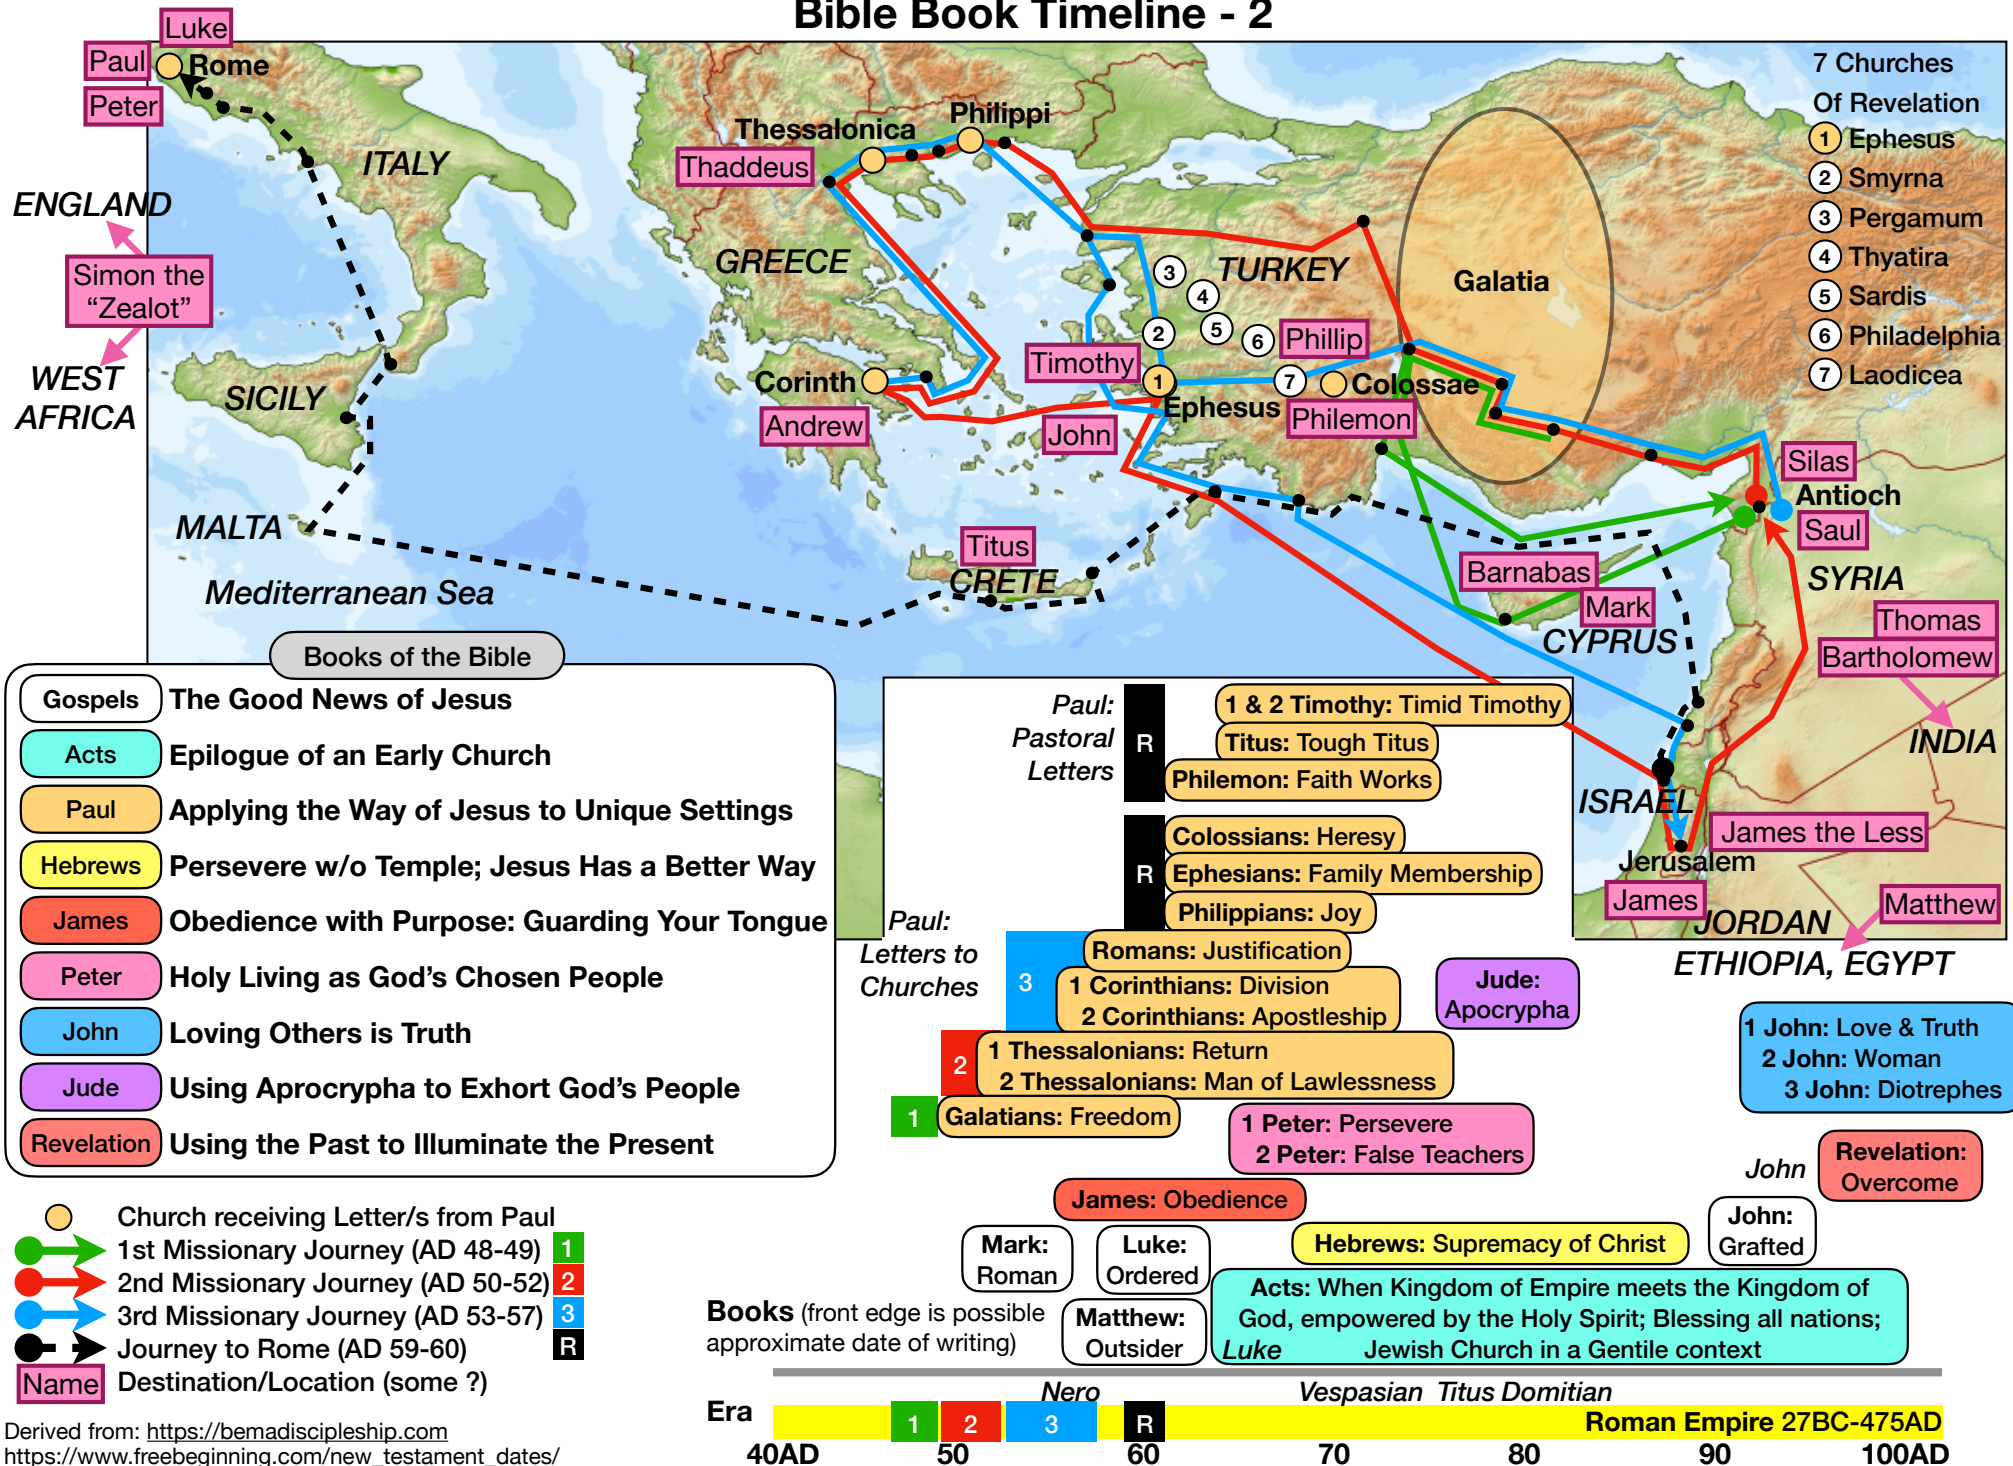 Bible Book Timeline - 2
Luke
Paul
Rome
Peter
ITALY
ENGLAND
Simon the
“Zealot”
WEST
AFRICA
SICILY
MALTA
Mediterranean Sea
Thessalonica
Philippi
Thaddeus
GREECE
Corinth
Andrew
Titus
CRETE
TURKEY
3
4
2
5
6
Timothy
Phillip
1
7
Colossae
Ephesus
Philemon
John
Galatia
7 Churches
Of Revelation
1 Ephesus
2 Smyrna
3 Pergamum
4 Thyatira
5 Sardis
6 Philadelphia
7 Laodicea
Silas
Antioch
Saul
Barnabas
Mark
CYPRUS
SYRIA
Thomas
Bartholomew
INDIA
ISRAEL
James the Less
Jerusalem
James
JORDAN
Matthew
ETHIOPIA, EGYPT
Books of the Bible
Gospels The Good News of Jesus
Acts Epilogue of an Early Church
Paul Applying the Way of Jesus to Unique Settings
Hebrews Persevere w/o Temple; Jesus Has a Better Way
James Obedience with Purpose: Guarding Your Tongue
Peter Holy Living as God’s Chosen People
John Loving Others is Truth
Jude Using Aprocrypha to Exhort God’s People
Revelation Using the Past to Illuminate the Present
Church receiving Letter/s from Paul
1st Missionary Journey (AD 48-49) 1
2nd Missionary Journey (AD 50-52) 2
3rd Missionary Journey (AD 53-57) 3
Journey to Rome (AD 59-60) R
Name Destination/Location (some ?)
Derived from: https://bemadiscipleship.com
https://www.freebeginning.com/new_testament_dates/
Paul:
Pastoral
Letters
R
1 & 2 Timothy: Timid Timothy
Titus: Tough Titus
Philemon: Faith Works
Paul:
Letters to
Churches
R
Colossians: Heresy
Ephesians: Family Membership
Philippians: Joy
3
Romans: Justification
1 Corinthians: Division
2 Corinthians: Apostleship
2
1 Thessalonians: Return
2 Thessalonians: Man of Lawlessness
1
Galatians: Freedom
Jude:
Apocrypha
1 John: Love & Truth
2 John: Woman
3 John: Diotrephes
1 Peter: Persevere
2 Peter: False Teachers
John
Revelation:
Overcome
James: Obedience
Mark:
Roman
Luke:
Ordered
Hebrews: Supremacy of Christ
John:
Grafted
Books (front edge is possible
approximate date of writing)
Matthew:
Outsider
Acts: When Kingdom of Empire meets the Kingdom of
God, empowered by the Holy Spirit; Blessing all nations;
Luke Jewish Church in a Gentile context
Nero Vespasian Titus Domitian
Era
1 2 3 R
Roman Empire 27BC-475AD
40AD 50 60 70 80 90 100AD